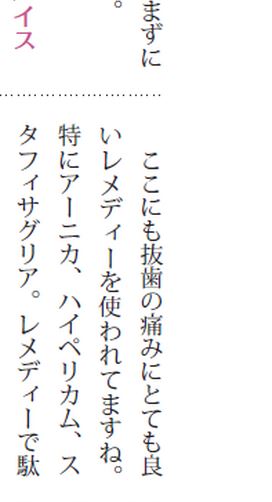 まずに
。
イス
ここにも抜歯の痛みにとても良
いレメディーを使われてますね。
特にアーニカ、ハイペリカム、ス
タフィサグリア。レメディーで駄